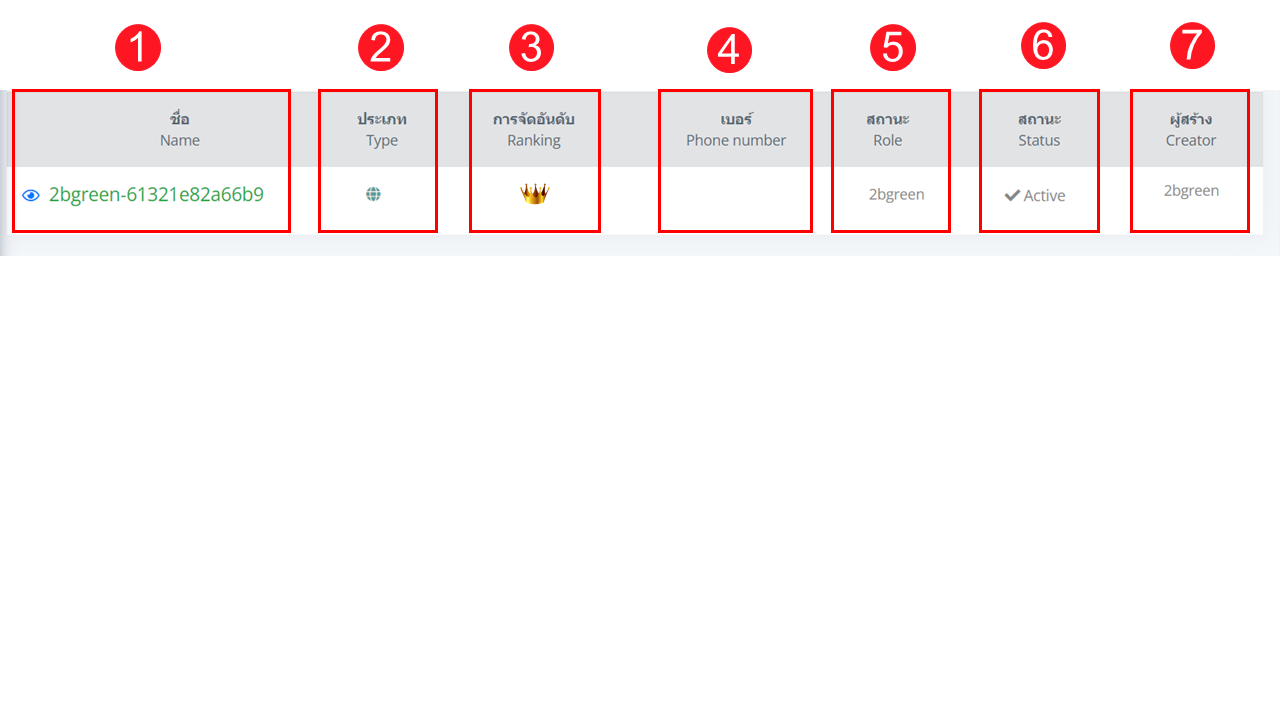 1 2 3 4 5 6 7
ชื่อ ประเภท การจัดอันดับ เบอร์ สถานะ สถานะ ผู้สร้าง
Name Type Ranking Phone number Role Status Creator
2bgreen-61321e82a66b9 2bgreen Active 2bgreen